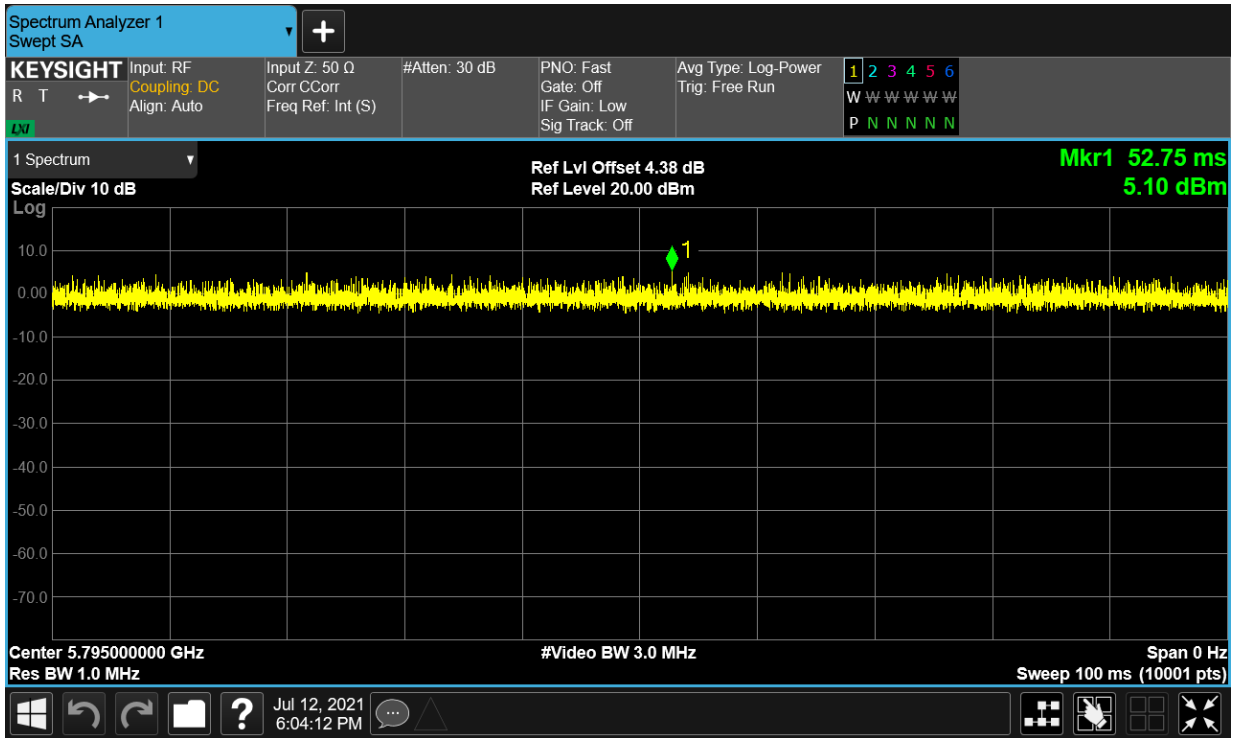 Spectrum Analyzer 1
Swept SA
KEYSIGHT
R T
LXI
Input: RF
Coupling: DC
Align: Auto
Input Z: 50 Ω
Corr CCorr
Freq Ref: Int (S)
#Atten: 30 dB
PNO: Fast
Gate: Off
IF Gain: Low
Sig Track: Off
Avg Type: Log-Power
Trig: Free Run
1 2 3 4 5 6
W W W W W W
P N N N N N
1 Spectrum
Scale/Div 10 dB
Log
Ref Lvl Offset 4.38 dB
Ref Level 20.00 dBm
Mkr1 52.75 ms
5.10 dBm
1
10.0
0.00
-10.0
-20.0
-30.0
-40.0
-50.0
-60.0
-70.0
Center 5.795000000 GHz
Res BW 1.0 MHz
#Video BW 3.0 MHz
Span 0 Hz
Sweep 100 ms (10001 pts)
?
Jul 12, 2021
6:04:12 PM